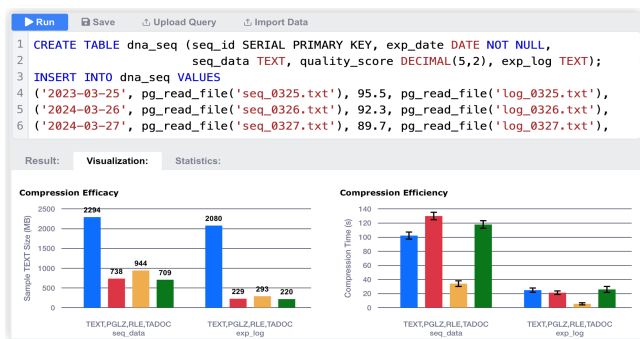 Run Save Upload Query Import Data
1 CREATE TABLE dna_seq (seq_id SERIAL PRIMARY KEY, exp_date DATE NOT NULL,
2 seq_data TEXT, quality_score DECIMAL(5,2), exp_log TEXT);
3 INSERT INTO dna_seq VALUES
4 ('2023-03-25', pg_read_file('seq_0325.txt'), 95.5, pg_read_file('log_0325.txt'),
5 ('2024-03-26', pg_read_file('seq_0326.txt'), 92.3, pg_read_file('log_0326.txt'),
6 ('2024-03-27', pg_read_file('seq_0327.txt'), 89.7, pg_read_file('log_0327.txt'),
Result: Visualization: Statistics:
Compression Efficacy
Sample TEXT Size (MB)
2500
2000
1500
1000
500
0
2294
738
944
709
2080
229
293
220
TEXT,PGLZ,RLE,TADOC
seq_data
TEXT,PGLZ,RLE,TADOC
exp_log
Compression Efficiency
Compression Time (s)
140
120
100
80
60
40
20
0
TEXT,PGLZ,RLE,TADOC
seq_data
TEXT,PGLZ,RLE,TADOC
exp_log